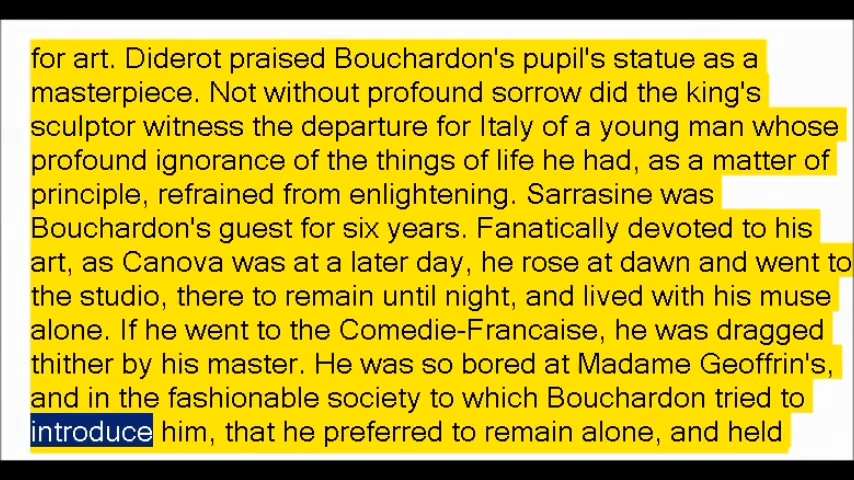 for art. Diderot praised Bouchardon's pupil's statue as a
masterpiece. Not without profound sorrow did the king's
sculptor witness the departure for Italy of a young man whose
profound ignorance of the things of life he had, as a matter of
principle, refrained from enlightening. Sarrasine was
Bouchardon's guest for six years. Fanatically devoted to his
art, as Canova was at a later day, he rose at dawn and went to
the studio, there to remain until night, and lived with his muse
alone. If he went to the Comedie-Francaise, he was dragged
thither by his master. He was so bored at Madame Geoffrin's,
and in the fashionable society to which Bouchardon tried to
introduce him, that he preferred to remain alone, and held